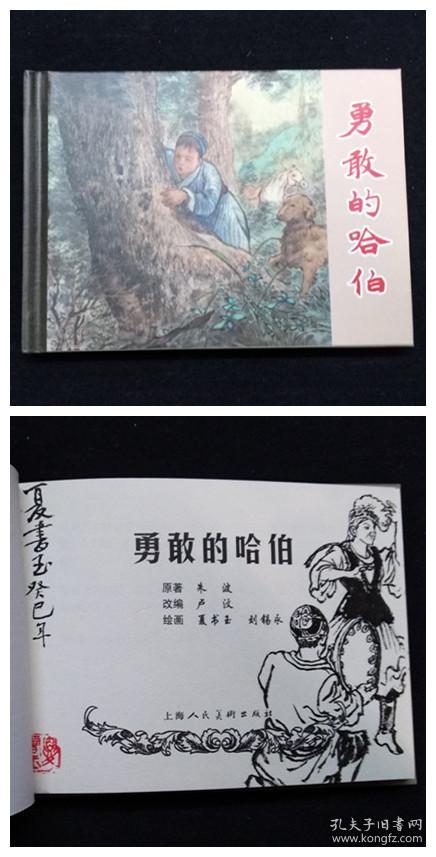 勇敢的哈伯
夏書玉癸巳年
勇敢的哈伯
原著 朱波
改编 卢汶
绘画 夏书玉 刘锡永
上海人民美術出版社
孔夫子旧书网
www.kongfz.com